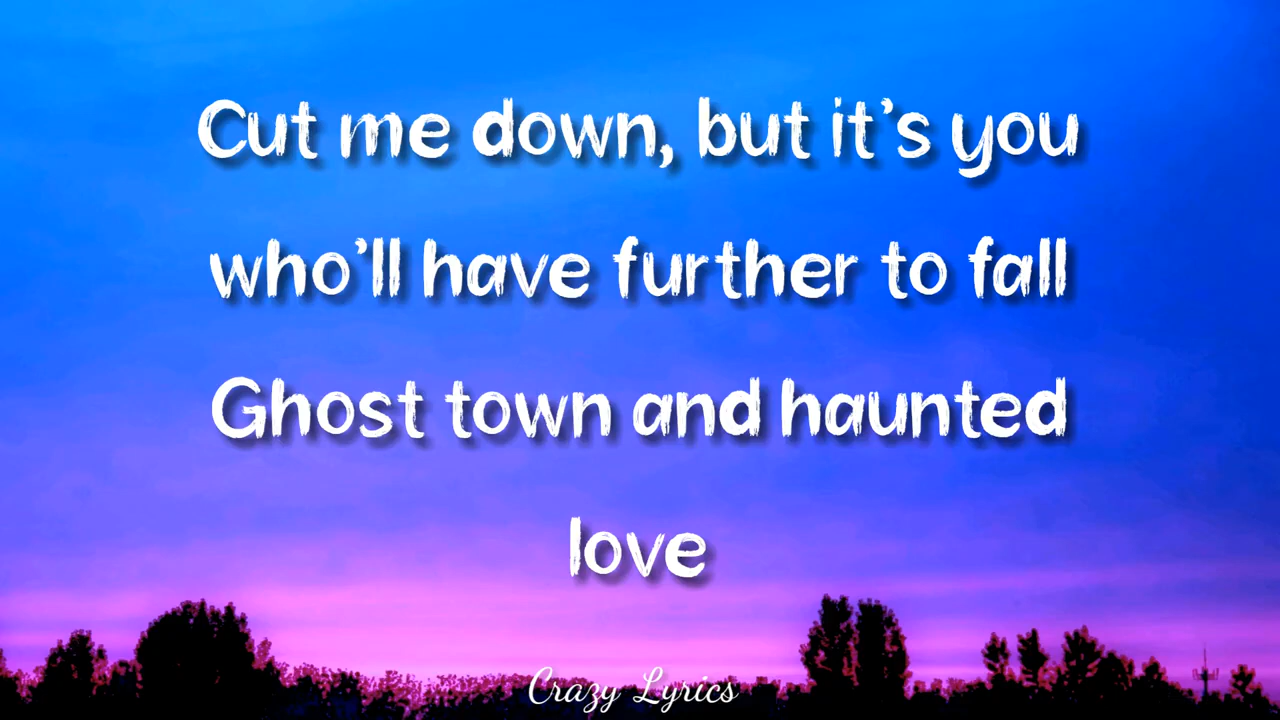 Cut me down, but it’s you
who’ll have further to fall
Ghost town and haunted
love
Crazy Lyrics